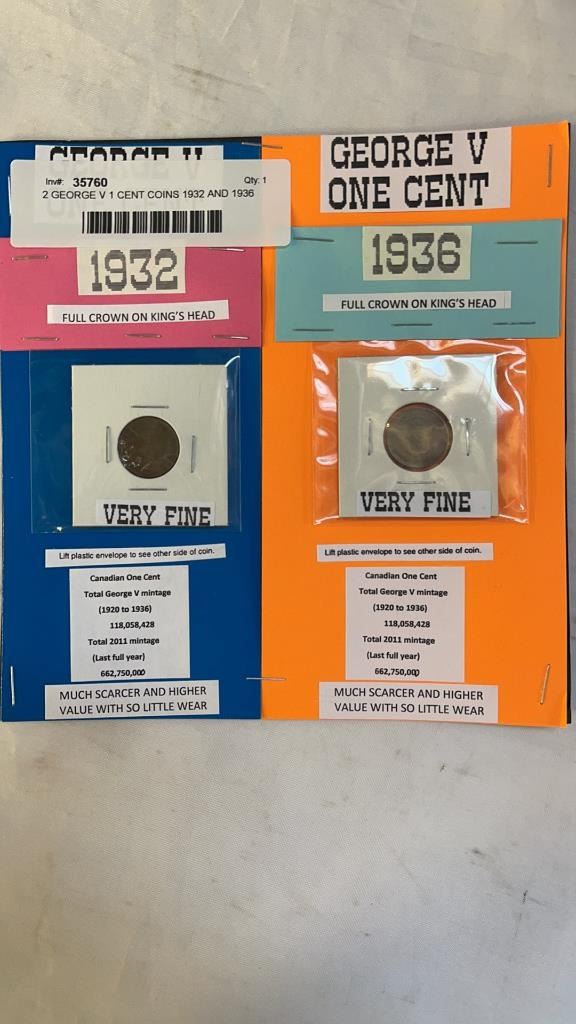 GEORGE V
Inv#: 35760 Qty: 1
2 GEORGE V 1 CENT COINS 1932 AND 1936
1932
FULL CROWN ON KING'S HEAD
VERY FINE
Lift plastic envelope to see other side of coin.
Canadian One Cent
Total George V mintage
(1920 to 1936)
118,058,428
Total 2011 mintage
(Last full year)
662,750,000
MUCH SCARCER AND HIGHER
VALUE WITH SO LITTLE WEAR
GEORGE V
ONE CENT
1936
FULL CROWN ON KING'S HEAD
VERY FINE
Lift plastic envelope to see other side of coin.
Canadian One Cent
Total George V mintage
(1920 to 1936)
118,058,428
Total 2011 mintage
(Last full year)
662,750,000
MUCH SCARCER AND HIGHER
VALUE WITH SO LITTLE WEAR